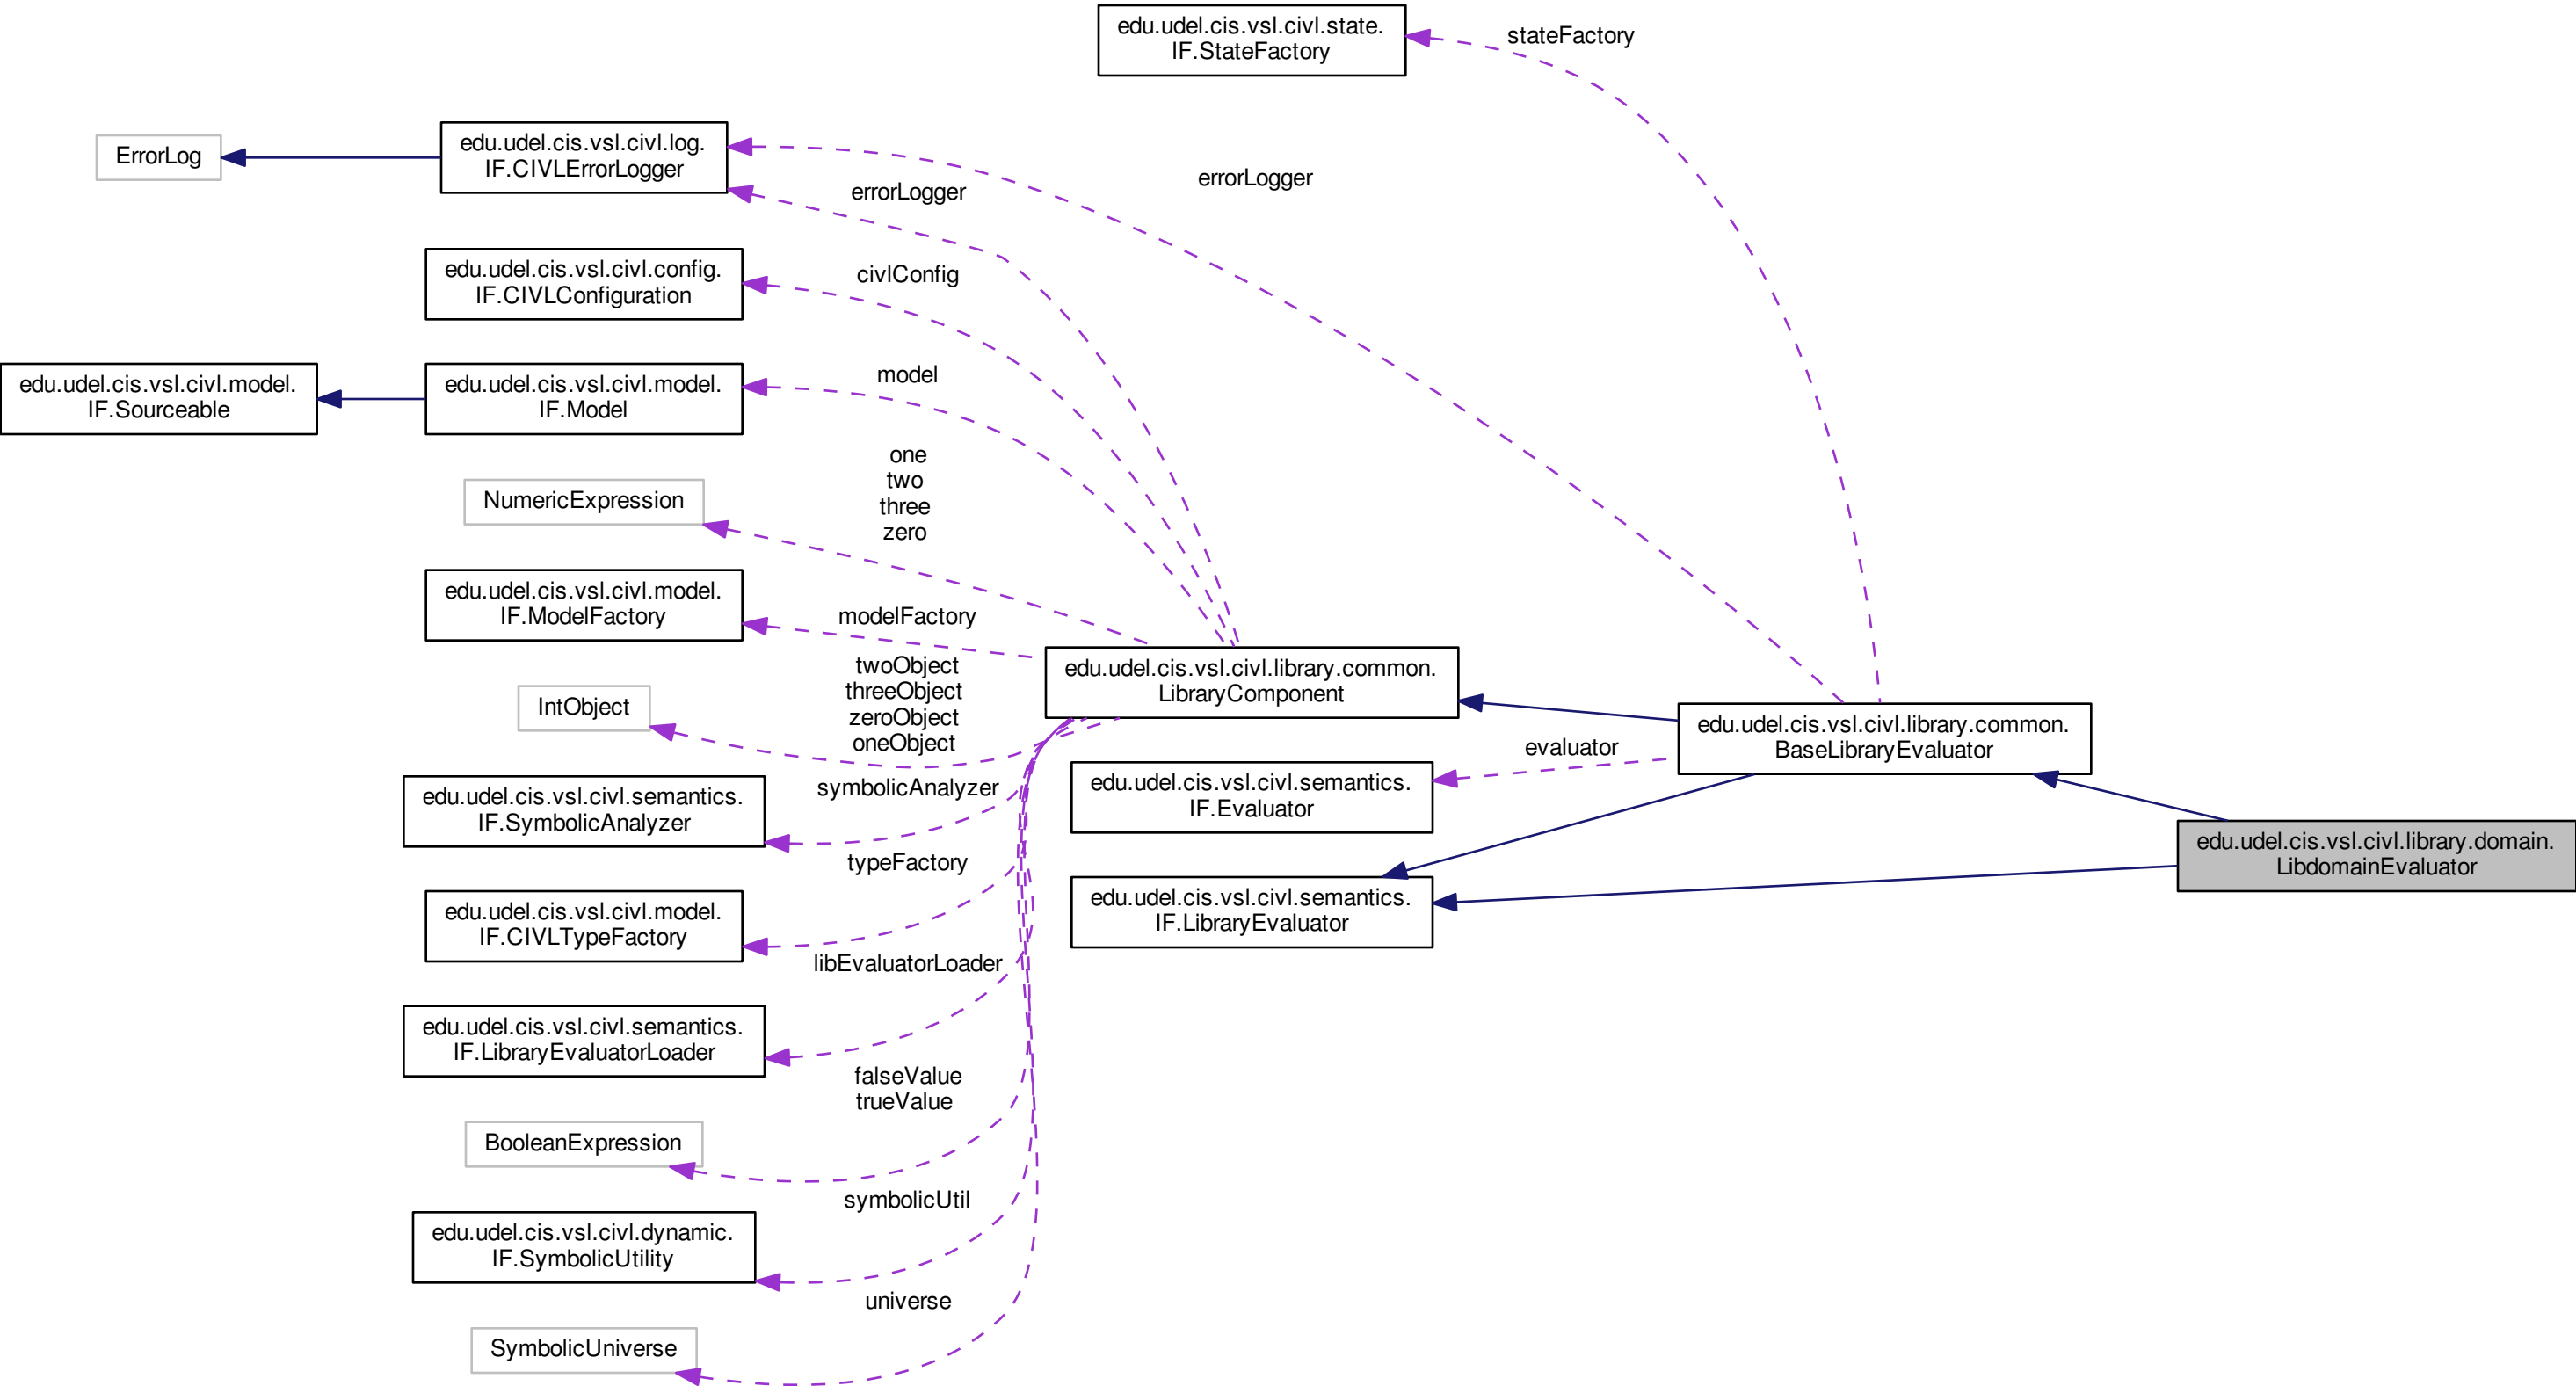 edu.udel.cis.vsl.civl.state.
IF.StateFactory
stateFactory
ErrorLog
edu.udel.cis.vsl.civl.log.
IF.CIVLErrorLogger
errorLogger
errorLogger
edu.udel.cis.vsl.civl.config.
IF.CIVLConfiguration
civlConfig
edu.udel.cis.vsl.civl.model.
IF.Sourceable
edu.udel.cis.vsl.civl.model.
IF.Model
model
one
two
three
zero
NumericExpression
edu.udel.cis.vsl.civl.model.
IF.ModelFactory
modelFactory
twoObject
threeObject
zeroObject
oneObject
IntObject
edu.udel.cis.vsl.civl.library.common.
LibraryComponent
edu.udel.cis.vsl.civl.library.common.
BaseLibraryEvaluator
evaluator
edu.udel.cis.vsl.civl.semantics.
IF.Evaluator
edu.udel.cis.vsl.civl.semantics.
IF.SymbolicAnalyzer
symbolicAnalyzer
edu.udel.cis.vsl.civl.library.domain.
LibdomainEvaluator
edu.udel.cis.vsl.civl.semantics.
IF.LibraryEvaluator
typeFactory
edu.udel.cis.vsl.civl.model.
IF.CIVLTypeFactory
libEvaluatorLoader
edu.udel.cis.vsl.civl.semantics.
IF.LibraryEvaluatorLoader
falseValue
trueValue
BooleanExpression
symbolicUtil
edu.udel.cis.vsl.civl.dynamic.
IF.SymbolicUtility
universe
SymbolicUniverse